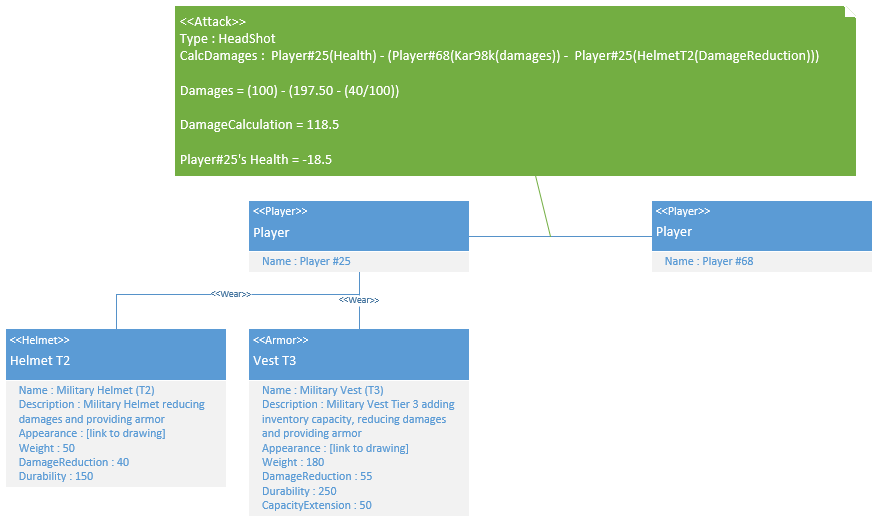 <<Attack>>
Type : HeadShot
CalcDamages :  Player#25(Health) - (Player#68(Kar98k(damages)) -  Player#25(HelmetT2(DamageReduction)))
Damages = (100) - (197.50 - (40/100))
DamageCalculation = 118.5
Player#25's Health = -18.5
<<Player>>
Player
Name : Player #25
<<Player>>
Player
Name : Player #68
<<Wear>>
<<Wear>>
<<Helmet>>
Helmet T2
Name : Military Helmet (T2)
Description : Military Helmet reducing
damages and providing armor
Appearance : [link to drawing]
Weight : 50
DamageReduction : 40
Durability : 150
<<Armor>>
Vest T3
Name : Military Vest (T3)
Description : Military Vest Tier 3 adding
inventory capacity, reducing damages
and providing armor
Appearance : [link to drawing]
Weight : 180
DamageReduction : 55
Durability : 250
CapacityExtension : 50